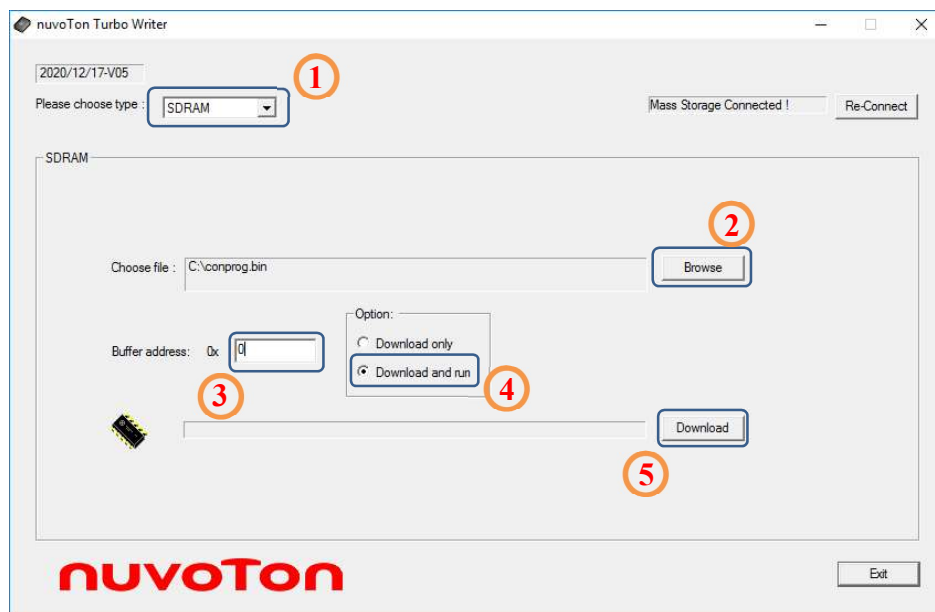 nuvoTon Turbo Writer
2020/12/17-V05
1
Please choose type :
SDRAM
Mass Storage Connected !
Re-Connect
SDRAM
2
Choose file :
C:\conprog.bin
Browse
Option:
Download only
Buffer address:
0x
0
Download and run
3
4
Download
5
nuvoTon
Exit